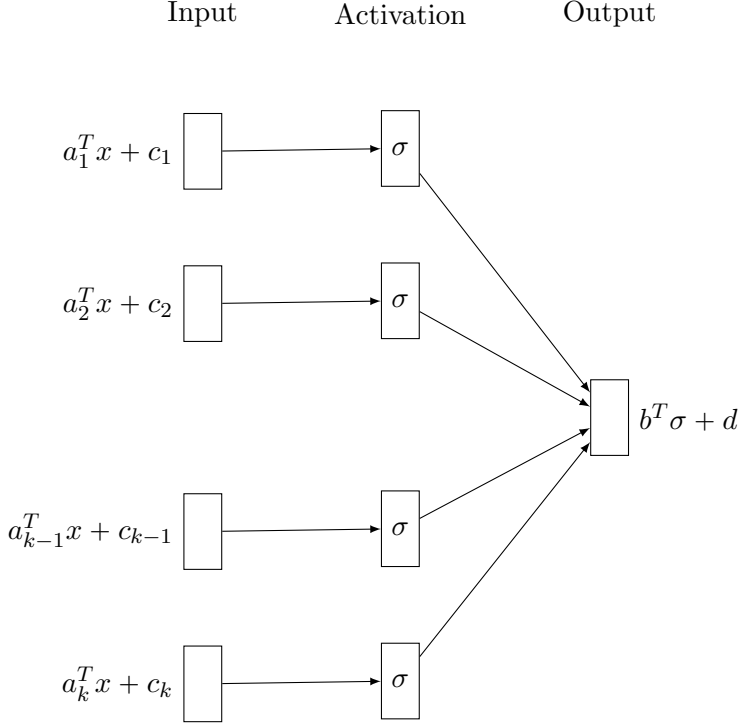 Input Activation Output
$a_1^T x + c_1$ σ
$a_2^T x + c_2$ σ
$b^T σ + d$
$a_{k-1}^T x + c_{k-1}$ σ
$a_k^T x + c_k$ σ